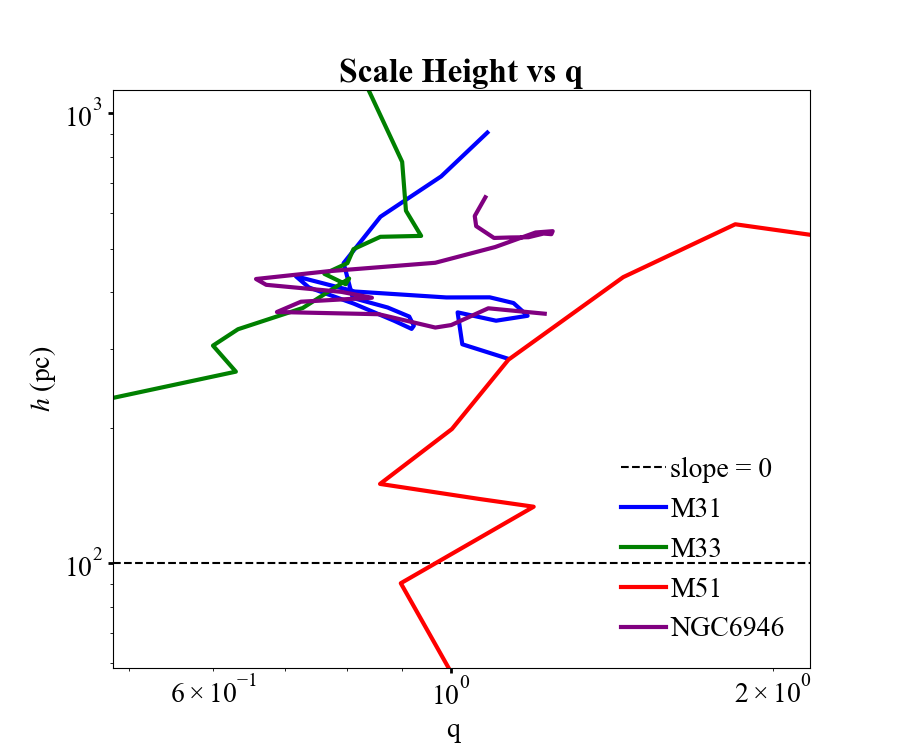 Scale Height vs q
10³
h (pc)
10²
6 × 10⁻¹
10⁰
2 × 10⁰
q
slope = 0
M31
M33
M51
NGC6946